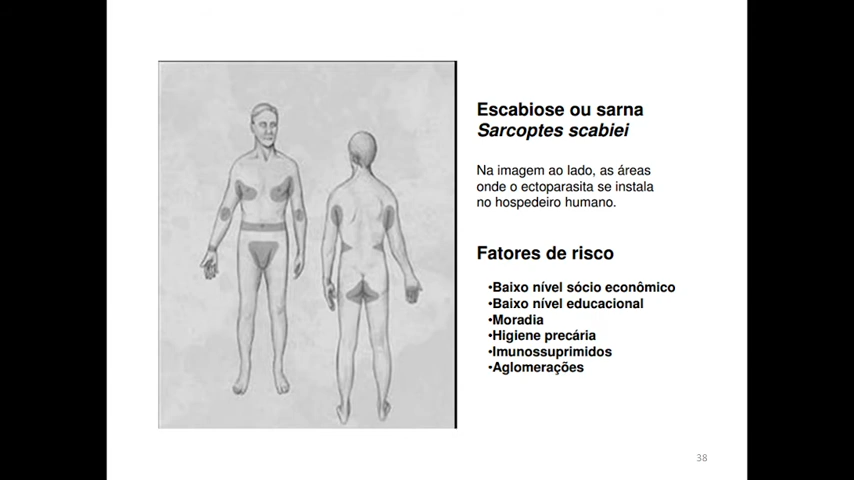 Escabiose ou sarna
Sarcoptes scabiei
Na imagem ao lado, as áreas
onde o ectoparasita se instala
no hospedeiro humano.
Fatores de risco
•Baixo nível sócio econômico
•Baixo nível educacional
•Moradia
•Higiene precária
•Imunossuprimidos
•Aglomerações
38